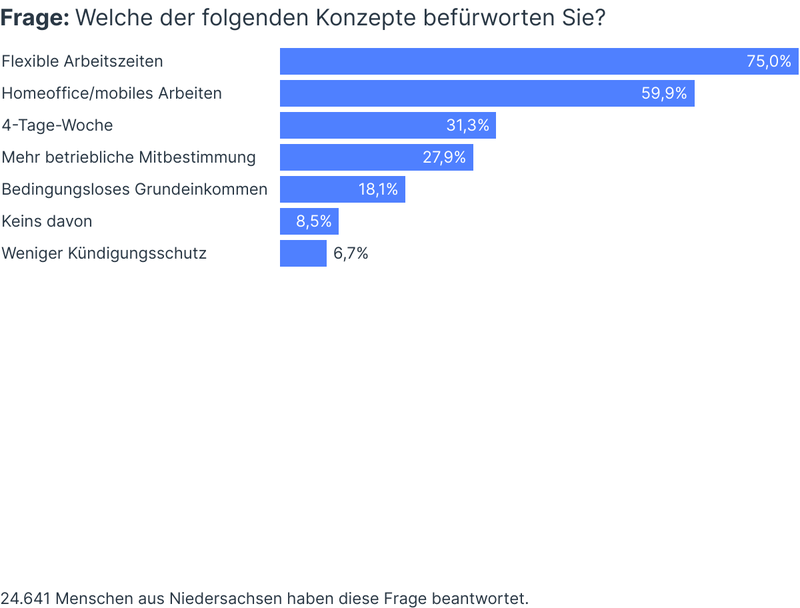 Frage: Welche der folgenden Konzepte befürworten Sie?
Flexible Arbeitszeiten 75,0%
Homeoffice/mobiles Arbeiten 59,9%
4-Tage-Woche 31,3%
Mehr betriebliche Mitbestimmung 27,9%
Bedingungsloses Grundeinkommen 18,1%
Keins davon 8,5%
Weniger Kündigungsschutz 6,7%
24.641 Menschen aus Niedersachsen haben diese Frage beantwortet.